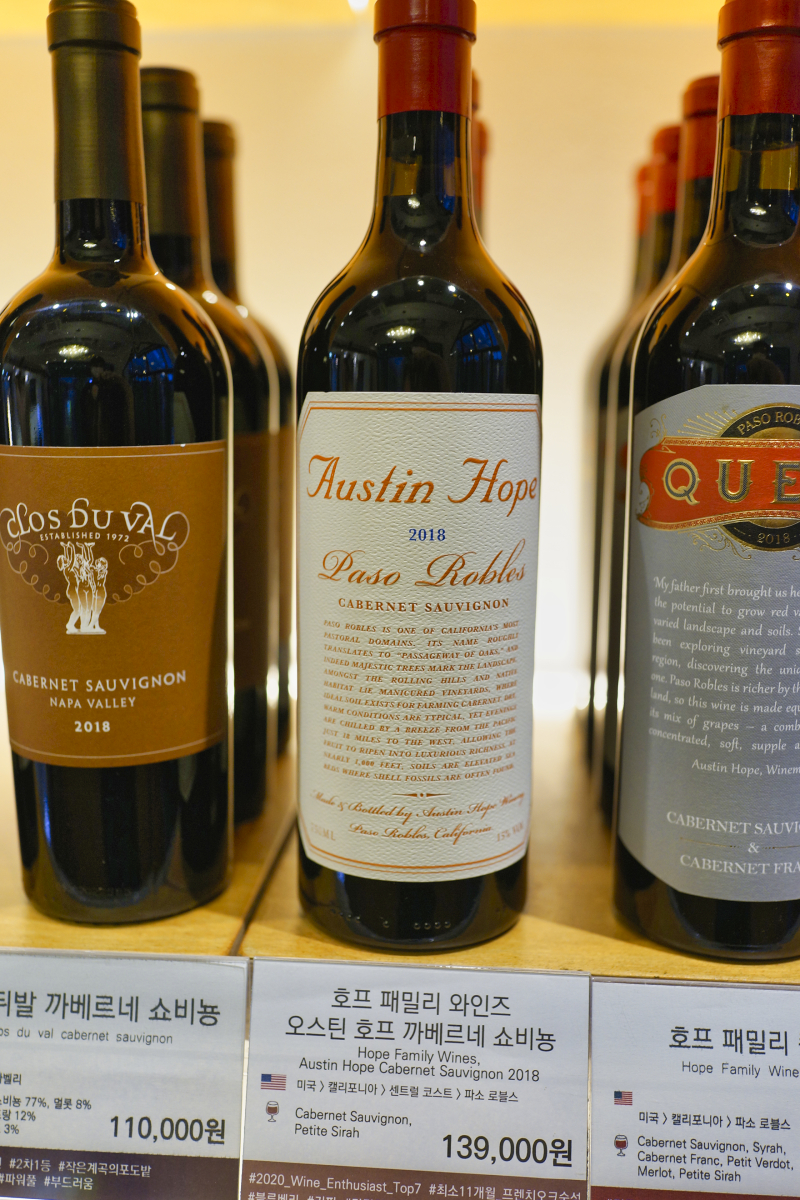 CLOS DU VAL
ESTABLISHED 1972
CABERNET SAUVIGNON
NAPA VALLEY
2018
Austin Hope
2018
Paso Robles
CABERNET SAUVIGNON
PASO ROBLES IS ONE OF CALIFORNIA'S MOST
PASTORAL DOMAINS. ITS NAME ROUGHLY
TRANSLATES TO "PASSAGEWAY OF OAKS," AND
INDEED MAJESTIC TREES MARK THE LANDSCAPE.
AMONGST THE ROLLING HILLS AND NATIVE
HABITAT LIE MANICURED VINEYARDS, WHERE
IDEAL SOIL EXISTS FOR FARMING CABERNET. DRY,
WARM CONDITIONS ARE TYPICAL, YET EVENINGS
ARE CHILLED BY A BREEZE FROM THE PACIFIC
JUST 18 MILES TO THE WEST, ALLOWING THE
FRUIT TO RIPEN INTO LUXURIOUS RICHNESS. AT
NEARLY 1,000 FEET, SOILS ARE ELEVATED SEA
BEDS WHERE SHELL FOSSILS ARE OFTEN FOUND.
Made & Bottled by Austin Hope Winery
Paso Robles, California
750 ML 15% VOL
PASO ROB
QUE
2018
My father first brought us he
the potential to grow red v
varied landscape and soils.
been exploring vineyard s
region, discovering the uniq
one. Paso Robles is richer by th
land, so this wine is made equ
its mix of grapes – a comb
concentrated, soft, supple a
Austin Hope, Winem
CABERNET SAUVIG
&
CABERNET FRA
뒤발 까베르네 쇼비뇽
os du val cabernet sauvignon
밸리
소비뇽 77%, 멀롯 8%
프랑 12%
3%
110,000원
#2차1등 #작은계곡의포도밭
#파워풀 #부드러움
호프 패밀리 와인즈
오스틴 호프 까베르네 쇼비뇽
Hope Family Wines,
Austin Hope Cabernet Sauvignon 2018
미국 > 캘리포니아 > 센트럴 코스트 > 파소 로블스
Cabernet Sauvignon,
Petite Sirah
139,000원
#2020_Wine_Enthusiast_Top7 #최소11개월_프렌치오크숙성
호프 패밀리
Hope Family Wine
미국 > 캘리포니아 > 파소 로블스
Cabernet Sauvignon, Syrah,
Cabernet Franc, Petit Verdot,
Merlot, Petite Sirah